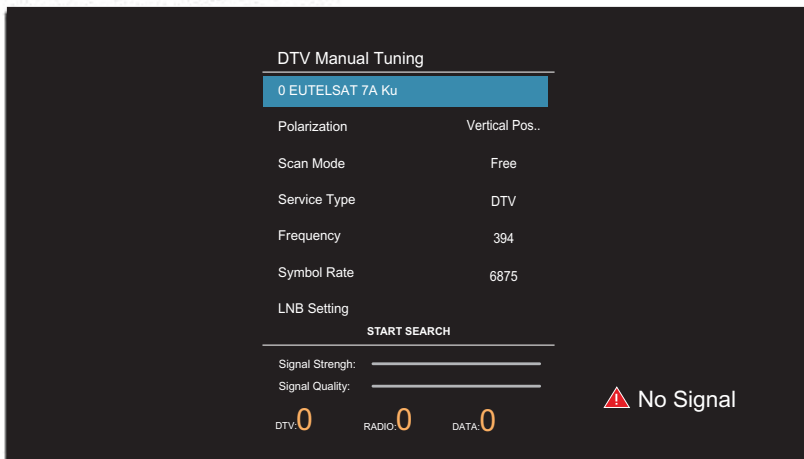 DTV Manual Tuning
0 EUTELSAT 7A Ku
Polarization Vertical Pos..
Scan Mode Free
Service Type DTV
Frequency 394
Symbol Rate 6875
LNB Setting
START SEARCH
Signal Strengh:
Signal Quality:
DTV:0 RADIO:0 DATA:0
No Signal